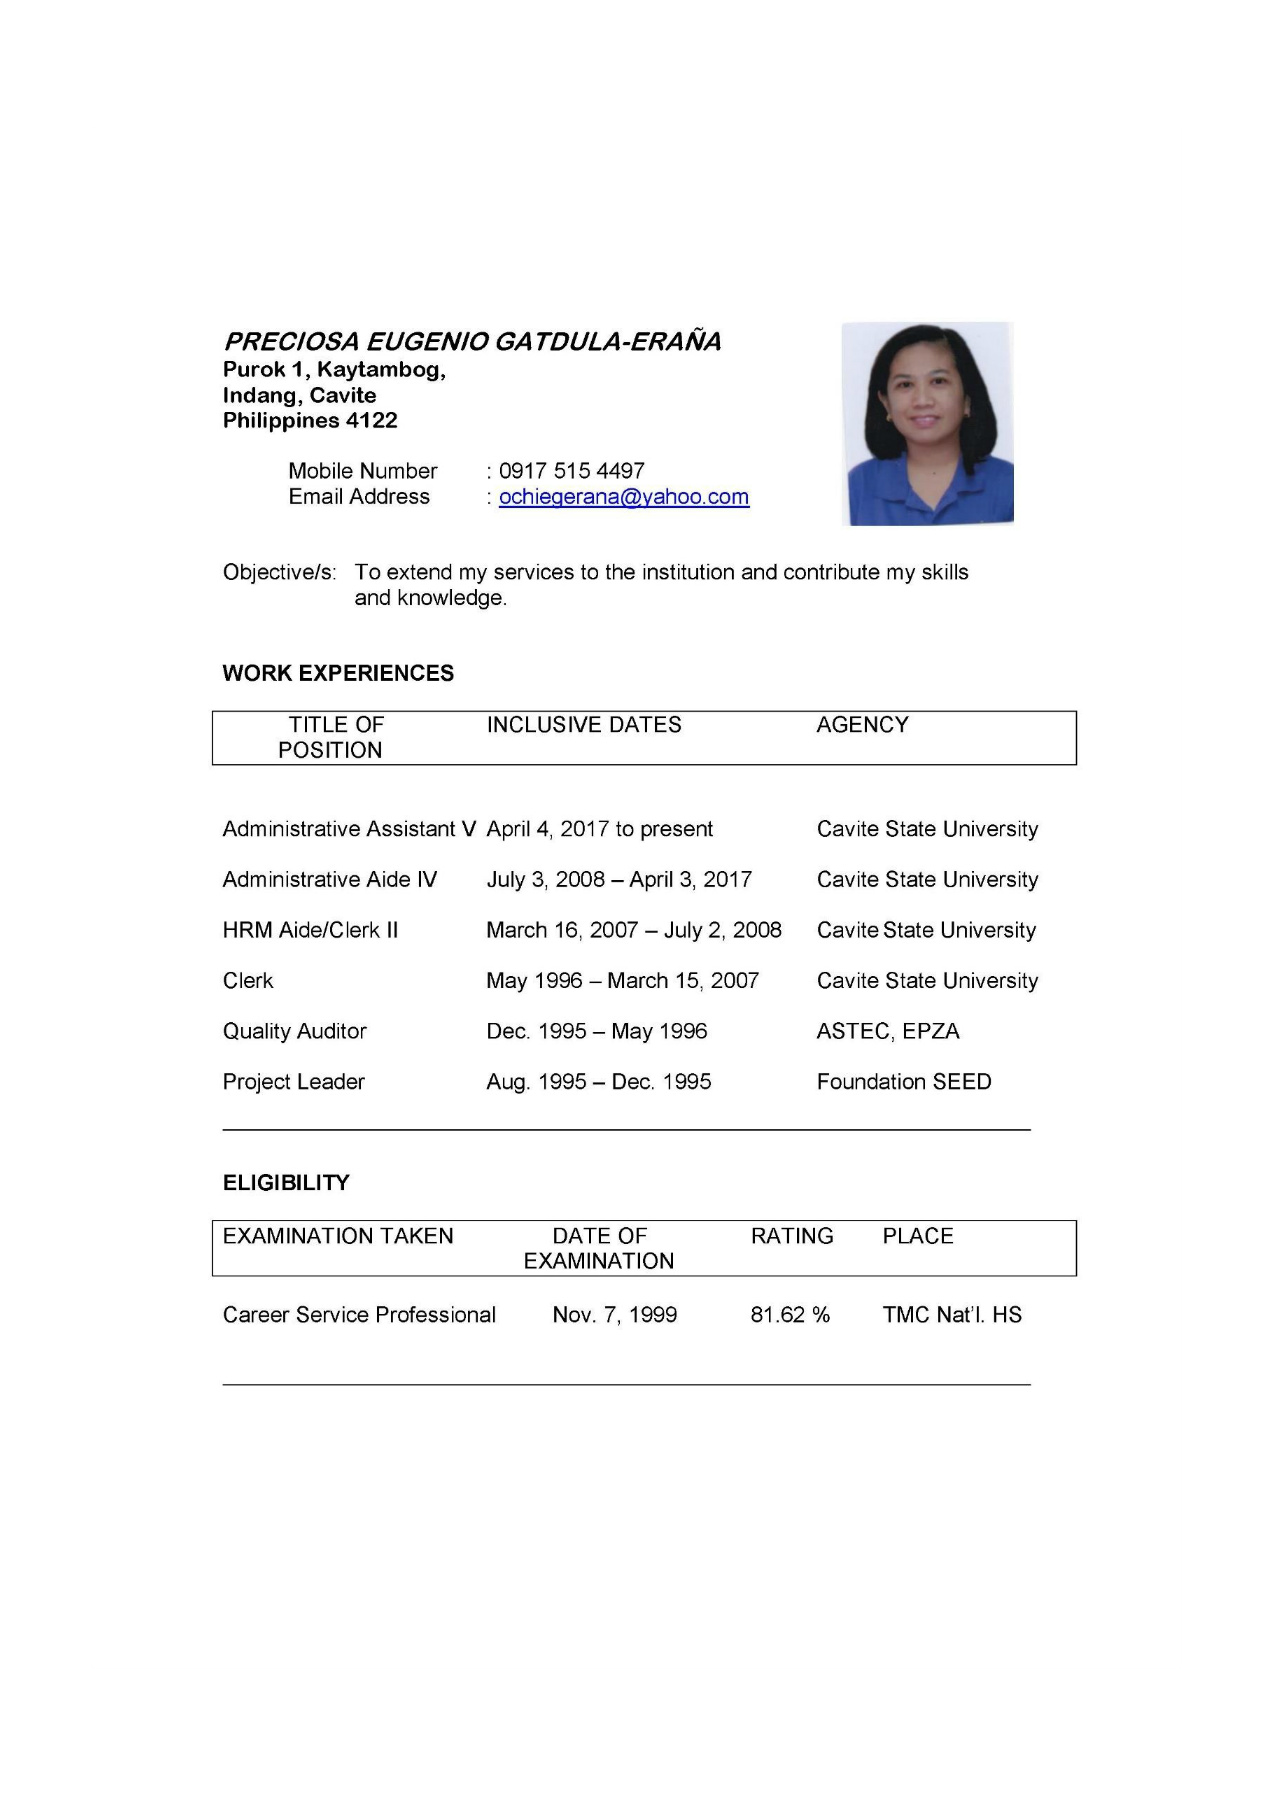 PRECIOSA EUGENIO GATDULA-ERAÑA
Purok 1, Kaytambog,
Indang, Cavite
Philippines 4122
Mobile Number : 0917 515 4497
Email Address : ochiegerana@yahoo.com
Objective/s: To extend my services to the institution and contribute my skills
and knowledge.
WORK EXPERIENCES
TITLE OF INCLUSIVE DATES AGENCY
POSITION
Administrative Assistant V April 4, 2017 to present Cavite State University
Administrative Aide IV July 3, 2008 – April 3, 2017 Cavite State University
HRM Aide/Clerk II March 16, 2007 – July 2, 2008 Cavite State University
Clerk May 1996 – March 15, 2007 Cavite State University
Quality Auditor Dec. 1995 – May 1996 ASTEC, EPZA
Project Leader Aug. 1995 – Dec. 1995 Foundation SEED
ELIGIBILITY
EXAMINATION TAKEN DATE OF RATING PLACE
EXAMINATION
Career Service Professional Nov. 7, 1999 81.62 % TMC Nat'l. HS